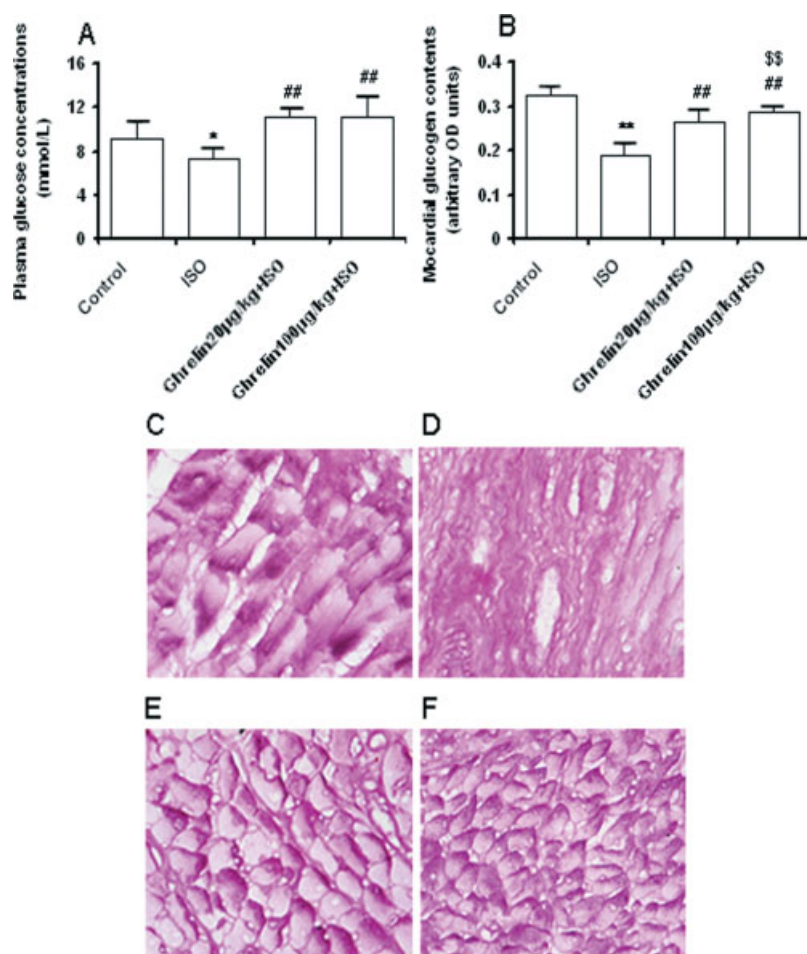 A
Plasma glucose concentrations
(mmol/L)
16
12
8
4
0
*
##
##
Control
ISO
Ghrelin20µg/kg+ISO
Ghrelin100µg/kg+ISO
B
Mocardial glucogen contents
(arbitrary OD units)
0.4
0.3
0.2
0.1
0
**
##
$$
##
Control
ISO
Ghrelin20µg/kg+ISO
Ghrelin100µg/kg+ISO
C
D
E
F